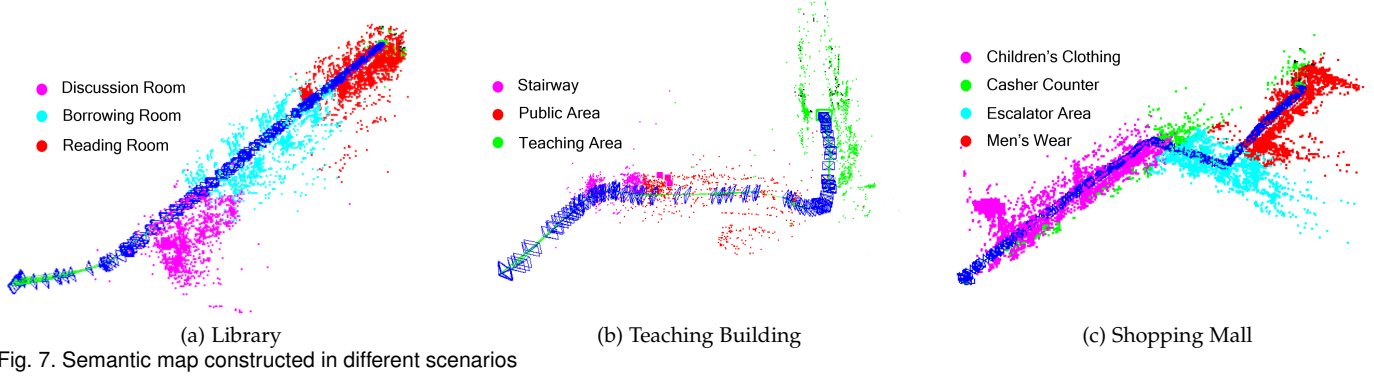 Discussion Room
Borrowing Room
Reading Room
Stairway
Public Area
Teaching Area
Children's Clothing
Casher Counter
Escalator Area
Men's Wear
(a) Library
(b) Teaching Building
(c) Shopping Mall
Fig. 7. Semantic map constructed in different scenarios